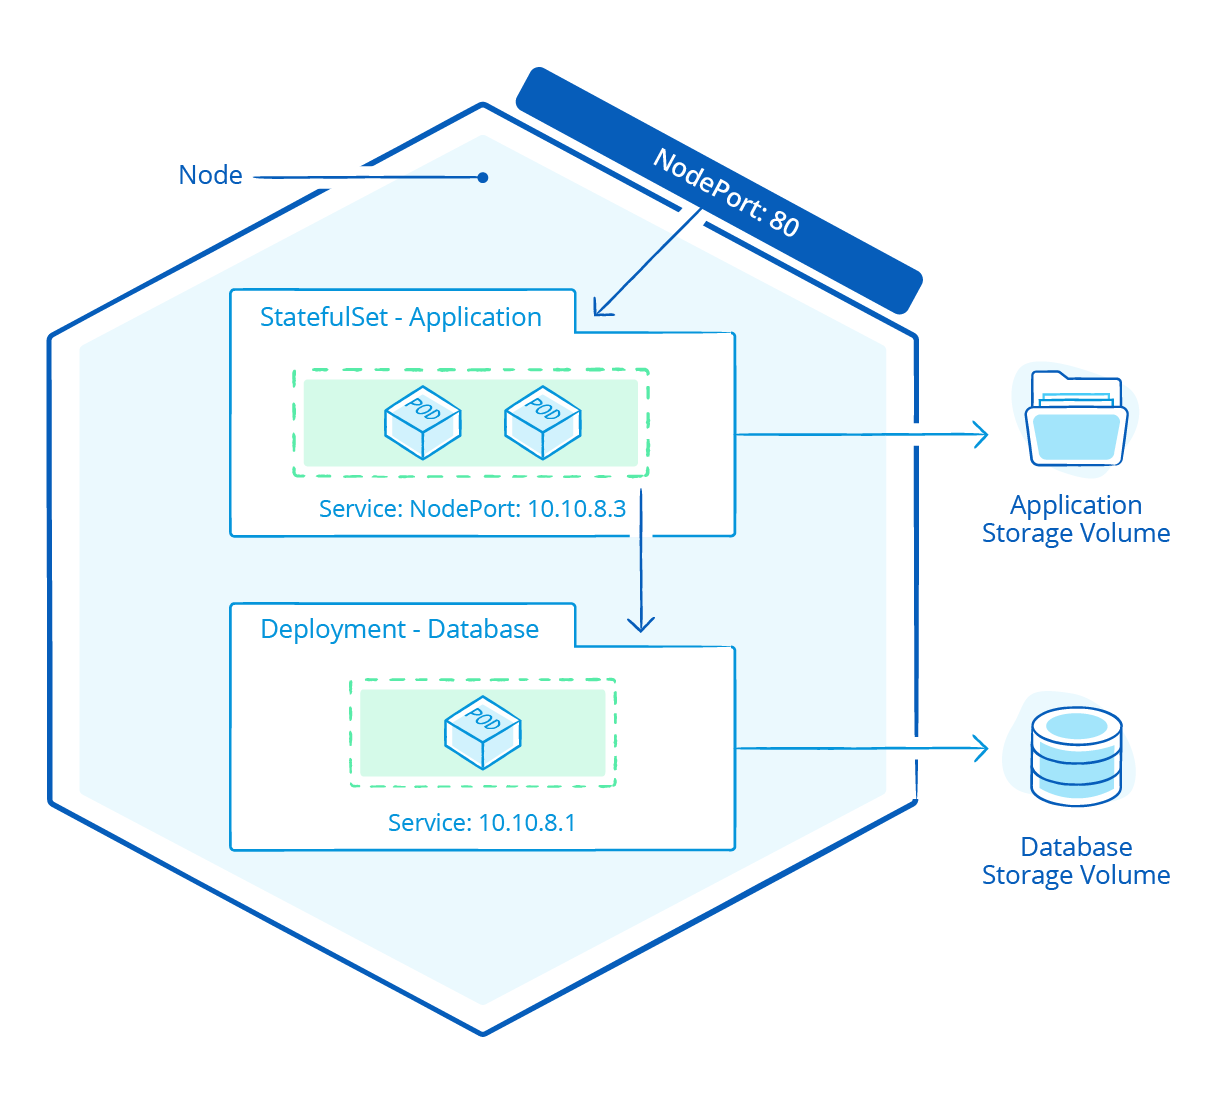 Node
NodePort: 80
StatefulSet - Application
POD
POD
Service: NodePort: 10.10.8.3
Application
Storage Volume
Deployment - Database
POD
Service: 10.10.8.1
Database
Storage Volume